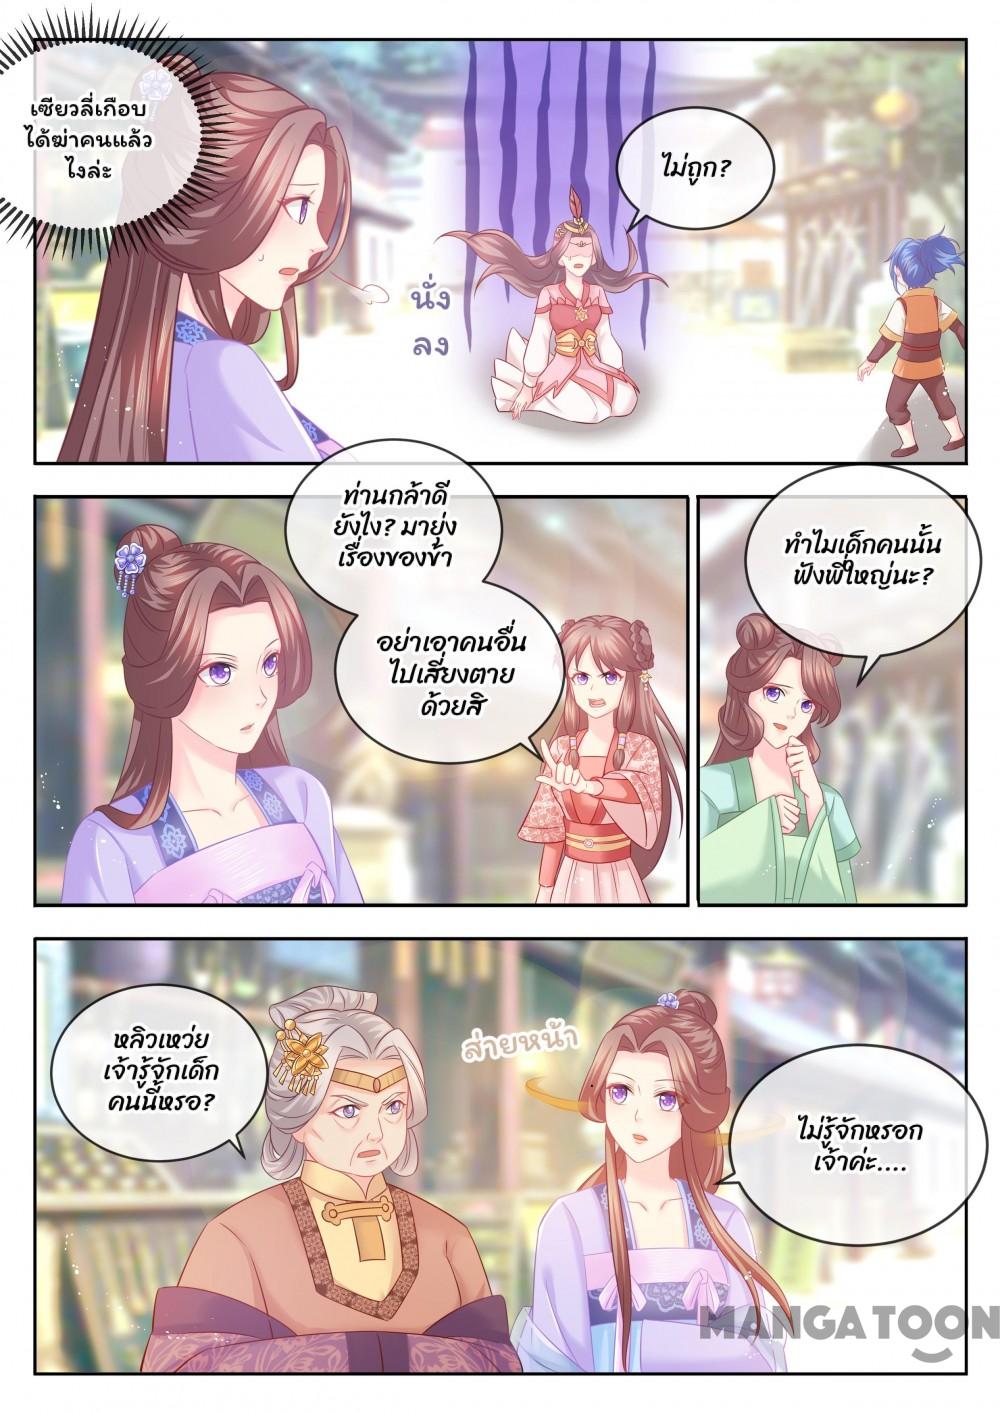 เซียวลี่เกือบ
ได้ฆ่าคนแล้ว
ไงล่ะ
ไม่ถูก?
นั่ง
ลง
ท่านกล้าดี
ยังไง? มายุ่ง
เรื่องของข้า
อย่าเอาคนอื่น
ไปเสี่ยงตาย
ด้วยสิ
ทำไมเด็กคนนั้น
ฟังพี่ใหญ่นะ?
หลิวเหว่ย
เจ้ารู้จักเด็ก
คนนี้หรอ?
ส่ายหน้า
ไม่รู้จักหรอก
เจ้าค่ะ....
MANGATOON